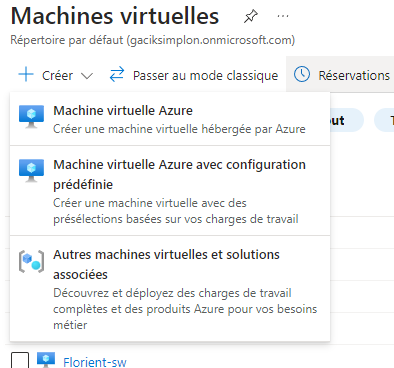 Machines virtuelles
Répertoire par défaut (gaciksimplon.onmicrosoft.com)
Créer
Passer au mode classique
Réservations
Machine virtuelle Azure
Créer une machine virtuelle hébergée par Azure
Machine virtuelle Azure avec configuration
prédéfinie
Créer une machine virtuelle avec des
présélections basées sur vos charges de travail
Autres machines virtuelles et solutions
associées
Découvrez et déployez des charges de travail
complètes et des produits Azure pour vos besoins
métier
Florient-sw